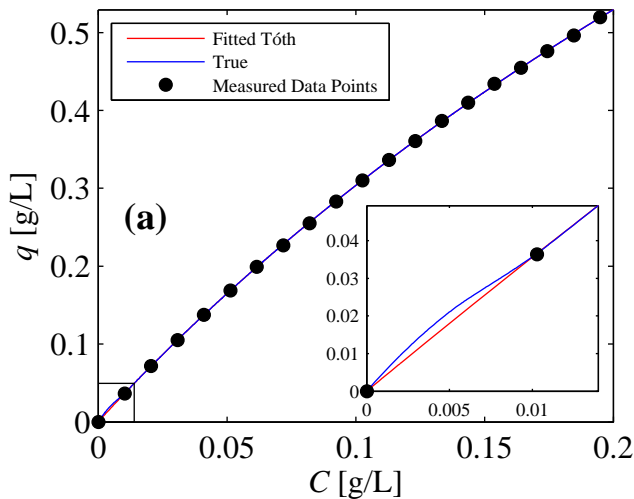 0.5
0.4
0.3
0.2
0.1
0
q [g/L]
Fitted Tóth
True
Measured Data Points
(a)
0.04
0.03
0.02
0.01
0
0 0.005 0.01
0 0.05 0.1 0.15 0.2
C [g/L]